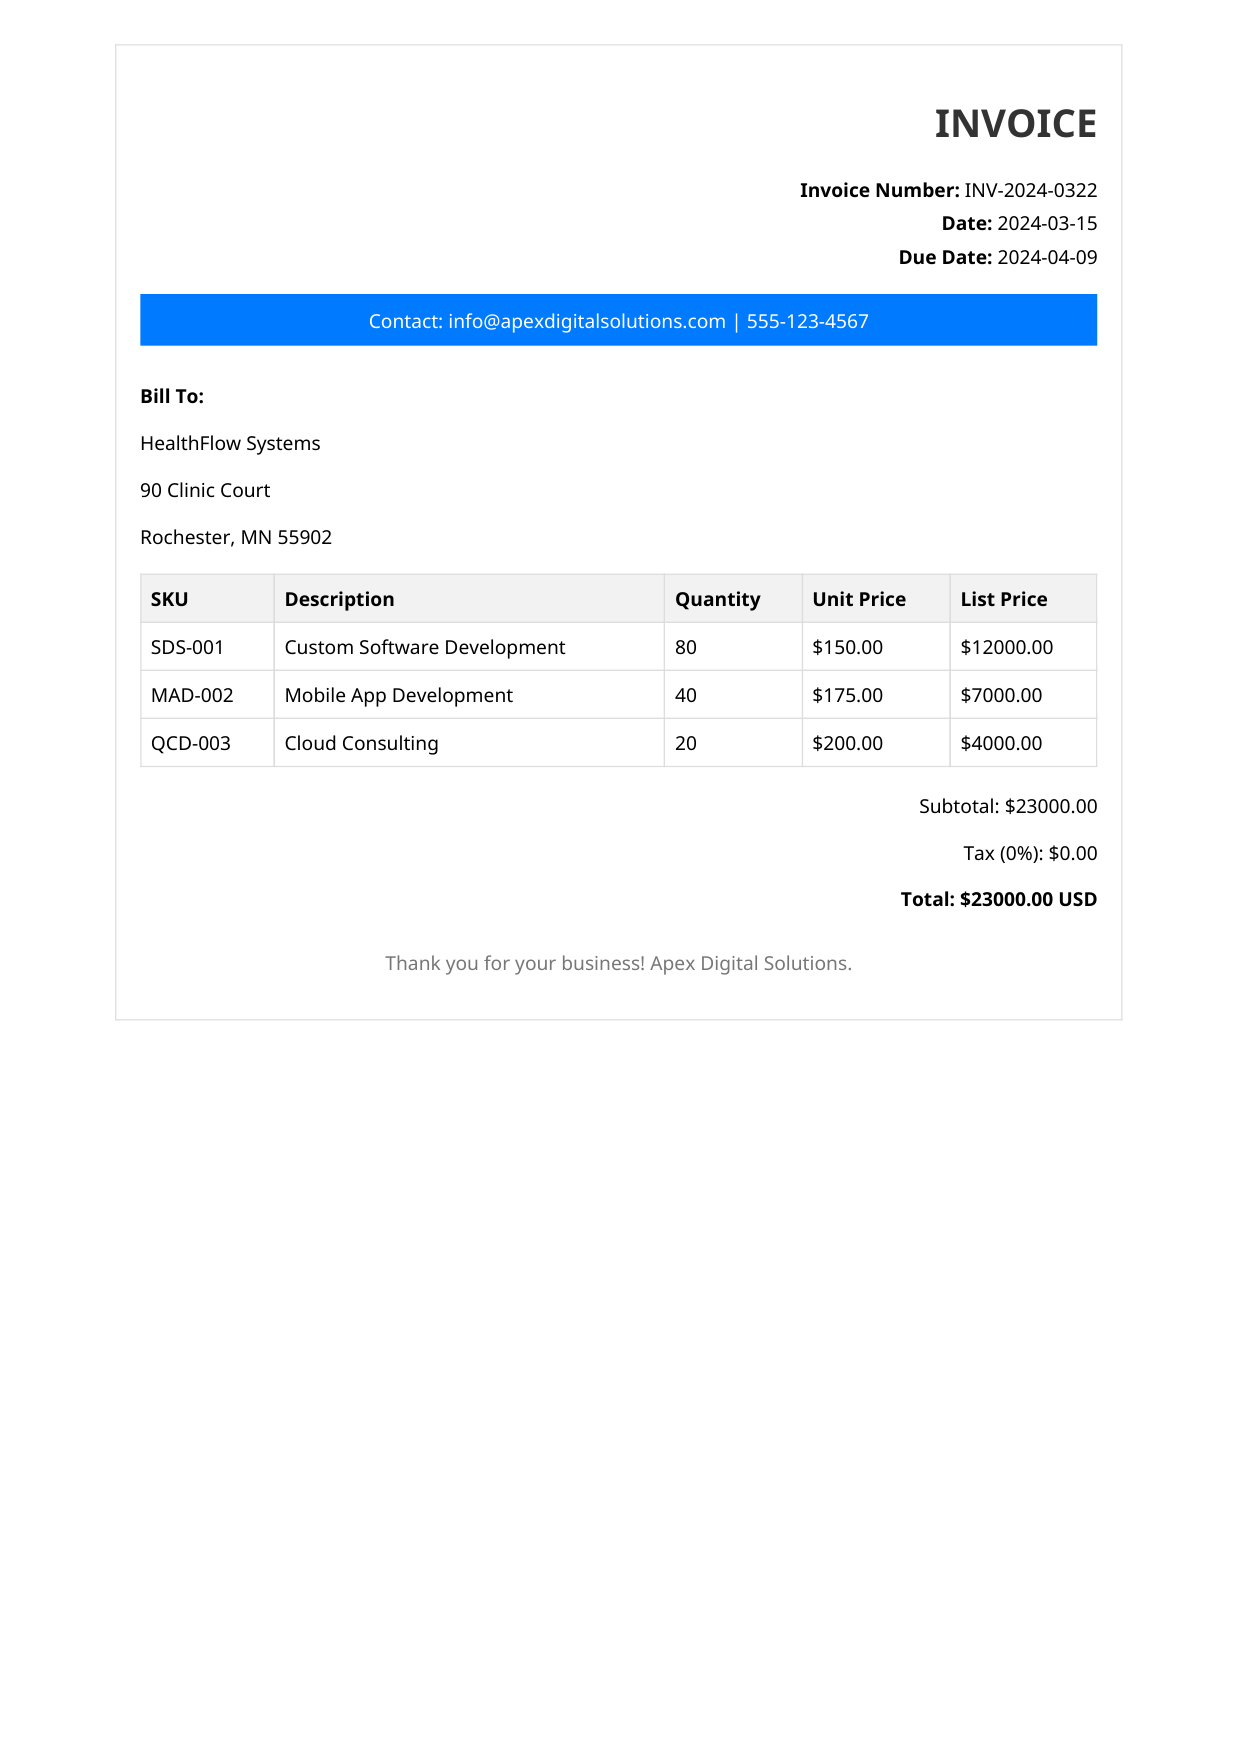 INVOICE
Invoice Number: INV-2024-0322
Date: 2024-03-15
Due Date: 2024-04-09
Contact: info@apexdigitalsolutions.com | 555-123-4567
Bill To:
HealthFlow Systems
90 Clinic Court
Rochester, MN 55902
SKU Description Quantity Unit Price List Price
SDS-001 Custom Software Development 80 $150.00 $12000.00
MAD-002 Mobile App Development 40 $175.00 $7000.00
QCD-003 Cloud Consulting 20 $200.00 $4000.00
Subtotal: $23000.00
Tax (0%): $0.00
Total: $23000.00 USD
Thank you for your business! Apex Digital Solutions.